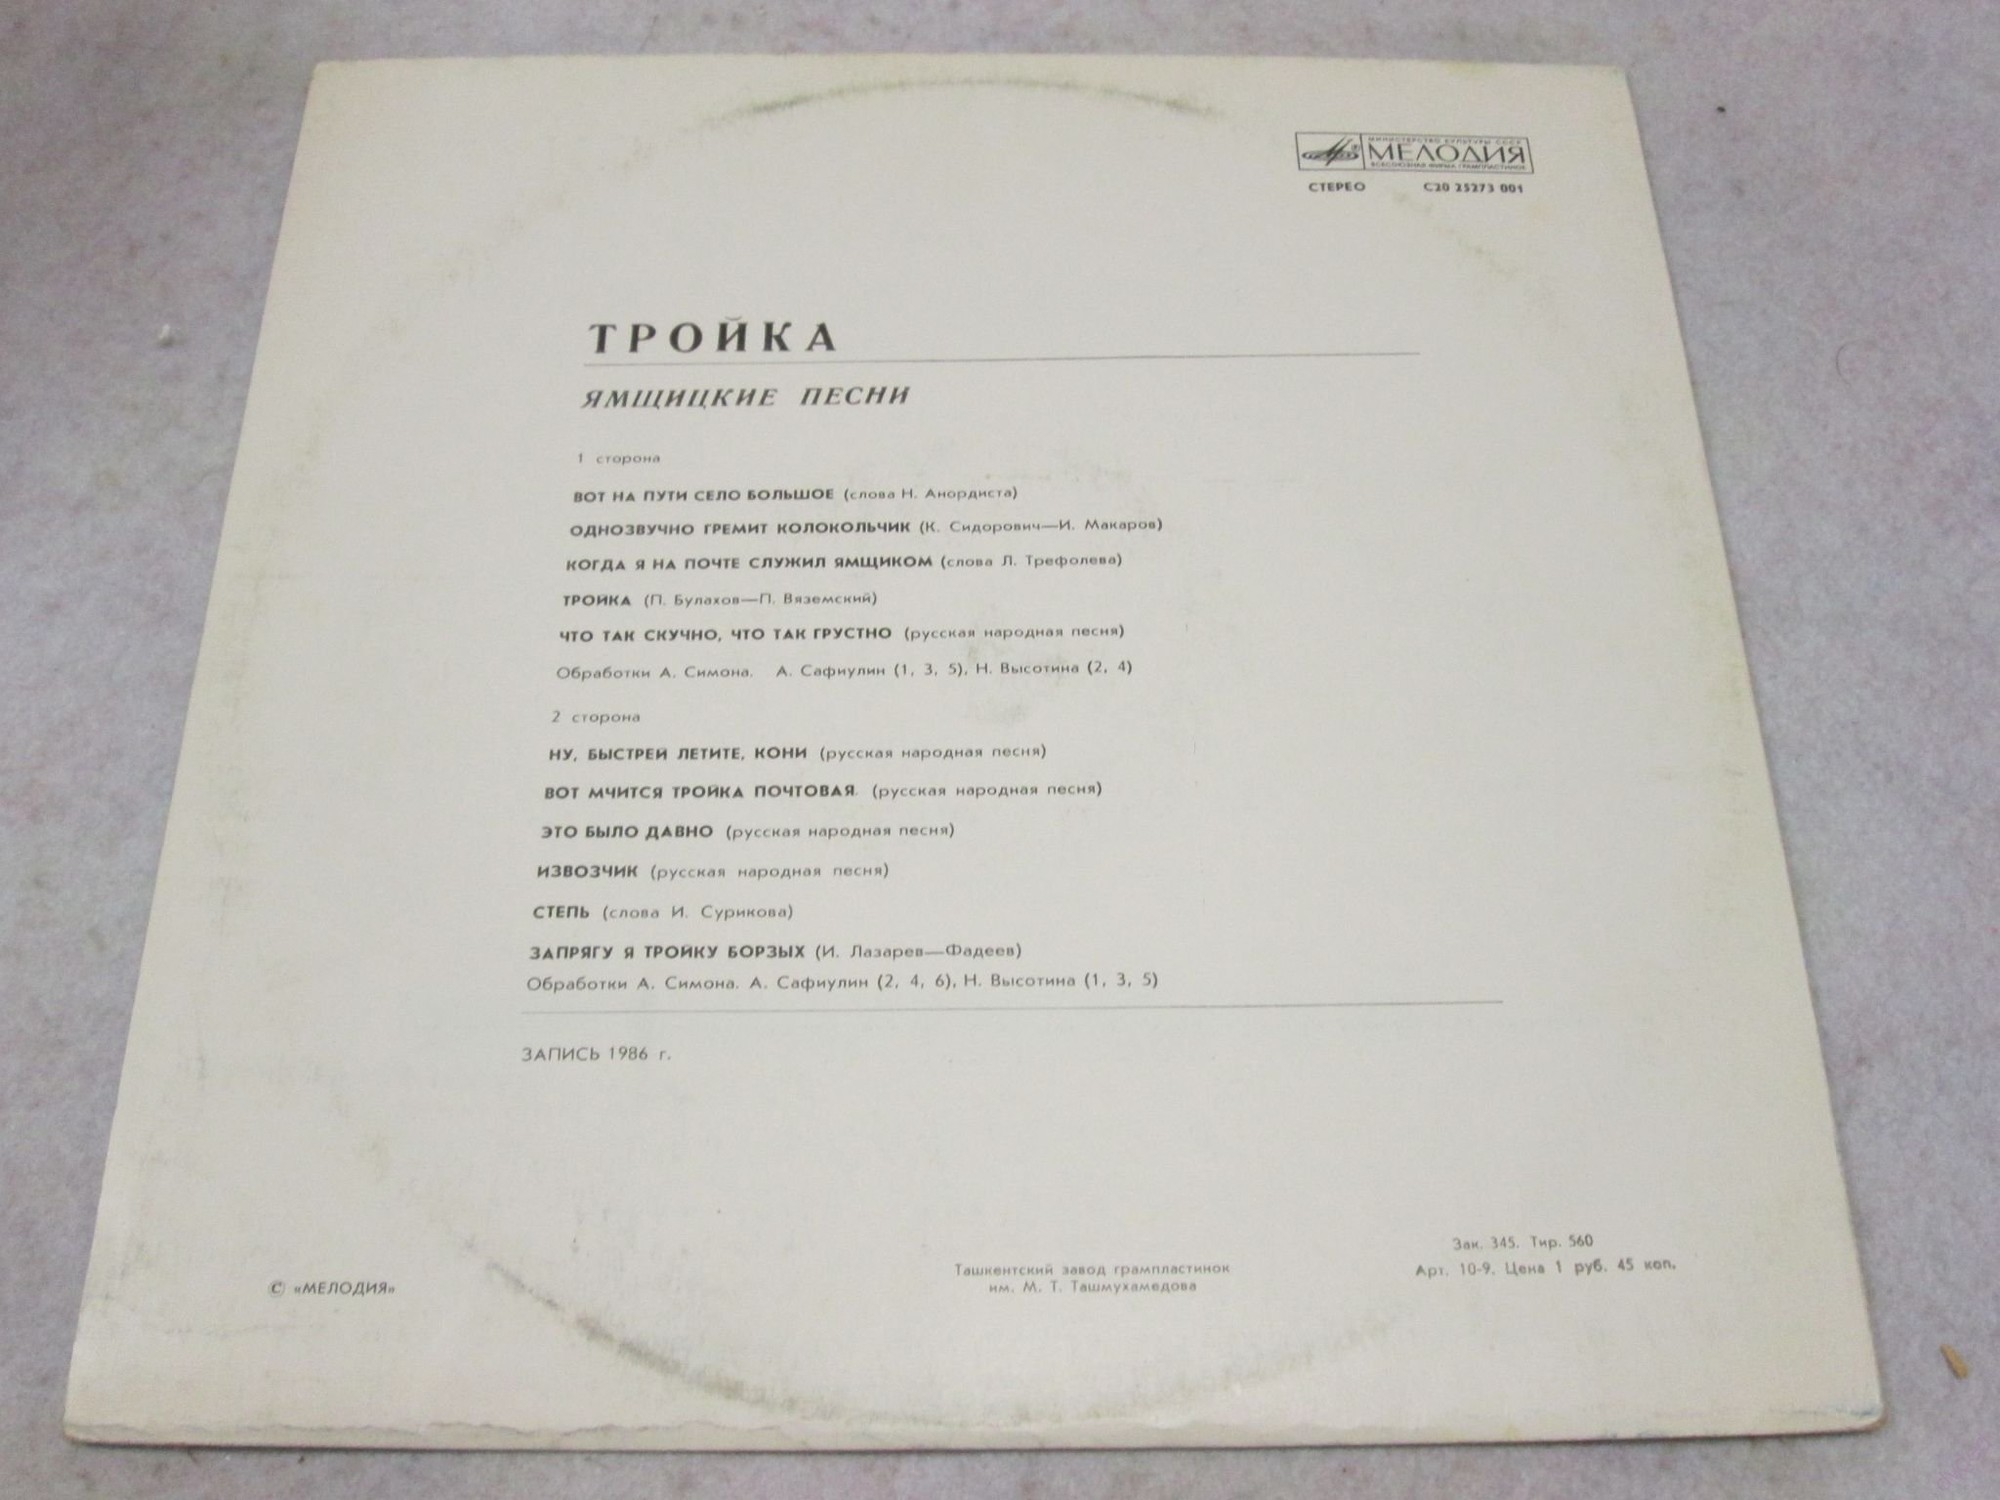 МИНИСТЕРСТВО КУЛЬТУРЫ СССР
МЕЛОДИЯ
ВСЕСОЮЗНАЯ ФИРМА ГРАМПЛАСТИНОК
СТЕРЕО С20 25273 001
ТРОЙКА
ЯМЩИЦКИЕ ПЕСНИ
1 сторона
ВОТ НА ПУТИ СЕЛО БОЛЬШОЕ (слова Н. Анордиста)
ОДНОЗВУЧНО ГРЕМИТ КОЛОКОЛЬЧИК (К. Сидорович—И. Макаров)
КОГДА Я НА ПОЧТЕ СЛУЖИЛ ЯМЩИКОМ (слова Л. Трефолева)
ТРОЙКА (П. Булахов—П. Вяземский)
ЧТО ТАК СКУЧНО, ЧТО ТАК ГРУСТНО (русская народная песня)
Обработки А. Симона. А. Сафиулин (1, 3, 5), Н. Высотина (2, 4)
2 сторона
НУ, БЫСТРЕЙ ЛЕТИТЕ, КОНИ (русская народная песня)
ВОТ МЧИТСЯ ТРОЙКА ПОЧТОВАЯ. (русская народная песня)
ЭТО БЫЛО ДАВНО (русская народная песня)
ИЗВОЗЧИК (русская народная песня)
СТЕПЬ (слова И. Сурикова)
ЗАПРЯГУ Я ТРОЙКУ БОРЗЫХ (И. Лазарев—Фадеев)
Обработки А. Симона. А. Сафиулин (2, 4, 6), Н. Высотина (1, 3, 5)
ЗАПИСЬ 1986 г.
Зак. 345. Тир. 560
Арт. 10-9. Цена 1 руб. 45 коп.
Ташкентский завод грампластинок
им. М. Т. Ташмухамедова
© «МЕЛОДИЯ»